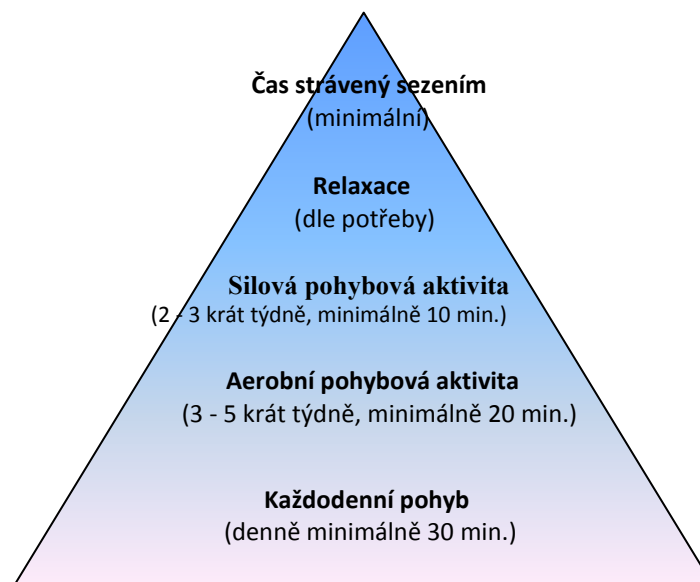 Čas strávený sezením
(minimální)
Relaxace
(dle potřeby)
Silová pohybová aktivita
(2 - 3 krát týdně, minimálně 10 min.)
Aerobní pohybová aktivita
(3 - 5 krát týdně, minimálně 20 min.)
Každodenní pohyb
(denně minimálně 30 min.)